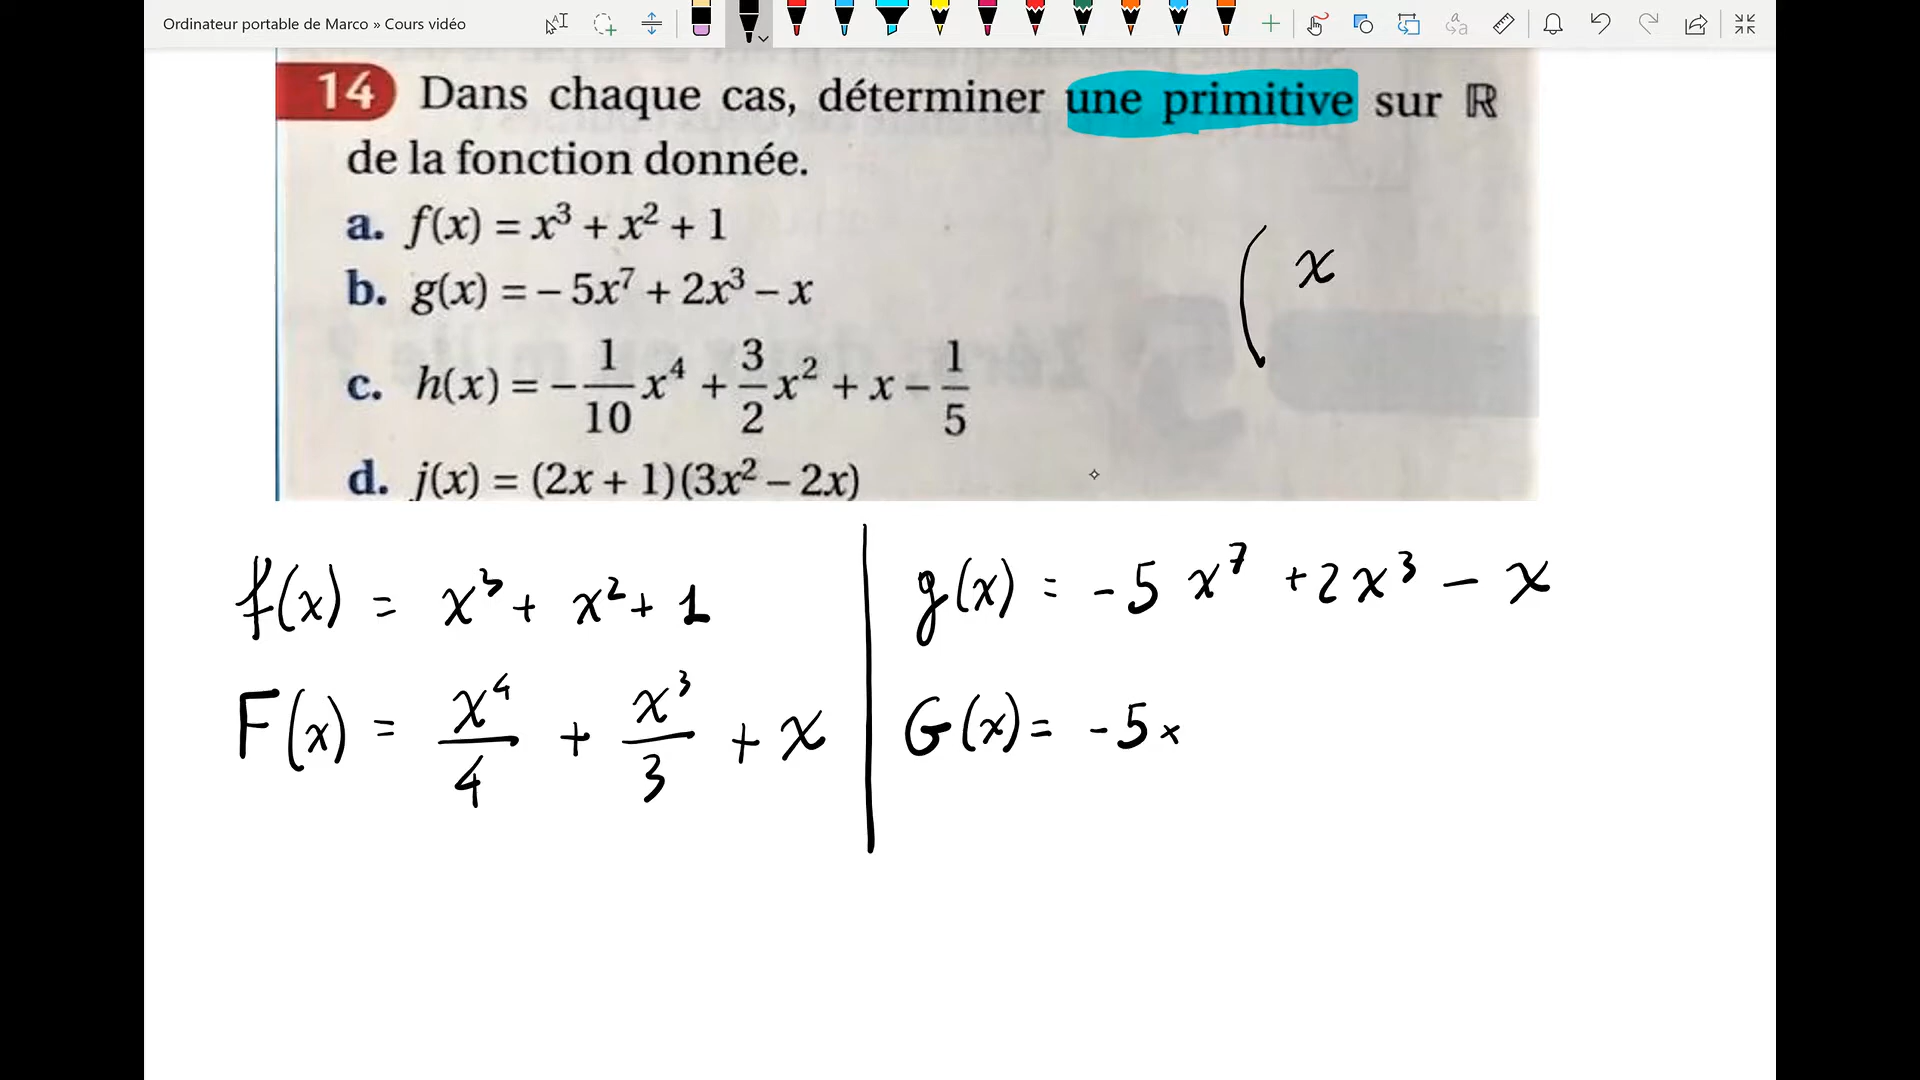 Ordinateur portable de Marco » Cours vidéo
14 Dans chaque cas, déterminer une primitive sur ℝ
de la fonction donnée.
a. f(x) = x³ + x² + 1
b. g(x) = – 5x⁷ + 2x³ – x
c. h(x) = – 1/10 x⁴ + 3/2 x² + x – 1/5
d. j(x) = (2x + 1)(3x² – 2x)
( x
f(x) = x³ + x² + 1
F(x) = x⁴/4 + x³/3 + x
g(x) = -5 x⁷ + 2x³ – x
G(x) = -5 ×